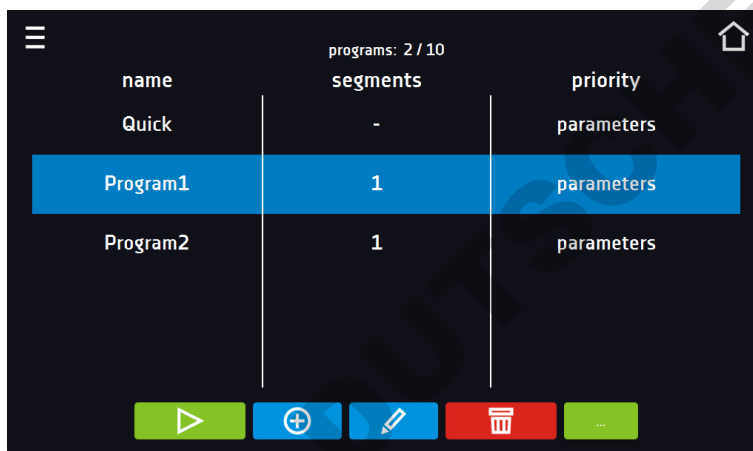 programs: 2 / 10
name segments priority
Quick - parameters
Program1 1 parameters
Program2 1 parameters
...